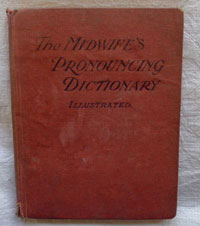 The Midwife's
Pronouncing
Dictionary
Illustrated.